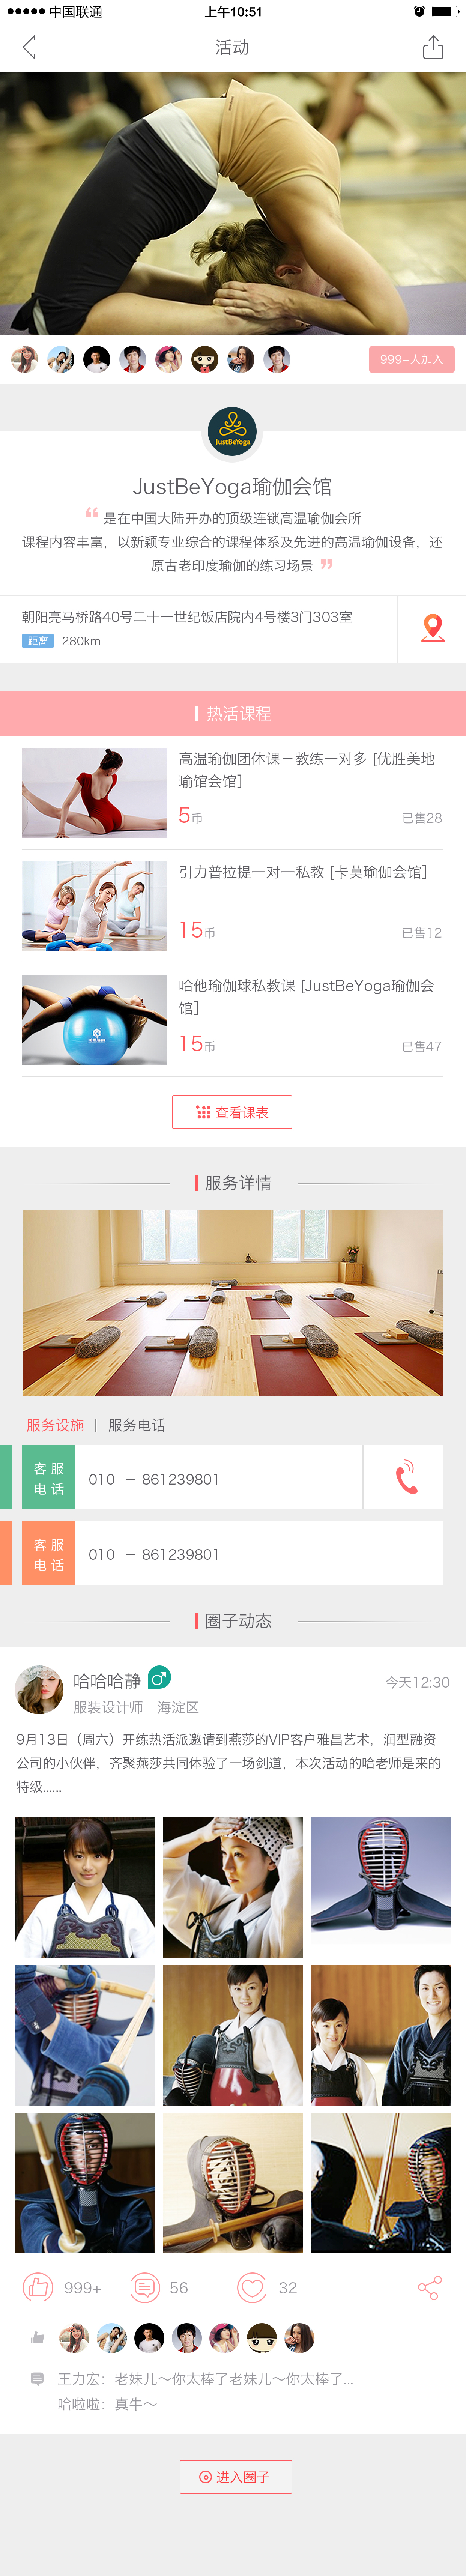 中国联通
上午10:51
活动
999+人加入
JustBeYoga
JustBeYoga瑜伽会馆
“ 是在中国大陆开办的顶级连锁高温瑜伽会所
课程内容丰富，以新颖专业综合的课程体系及先进的高温瑜伽设备，还
原古老印度瑜伽的练习场景 ”
朝阳亮马桥路40号二十一世纪饭店院内4号楼3门303室
距离 280km
热活课程
高温瑜伽团体课－教练一对多 [优胜美地
瑜馆会馆]
5币
已售28
引力普拉提一对一私教 [卡莫瑜伽会馆]
15币
已售12
哈他瑜伽球私教课 [JustBeYoga瑜伽会
馆]
15币
已售47
查看课表
服务详情
服务设施 | 服务电话
客服
电话
010 － 861239801
客服
电话
010 － 861239801
圈子动态
哈哈哈静
今天12:30
服装设计师 海淀区
9月13日（周六）开练热活派邀请到燕莎的VIP客户雅昌艺术，润型融资
公司的小伙伴，齐聚燕莎共同体验了一场剑道，本次活动的哈老师是来的
特级......
999+ 56 32
王力宏：老妹儿～你太棒了老妹儿～你太棒了...
哈啦啦：真牛～
进入圈子